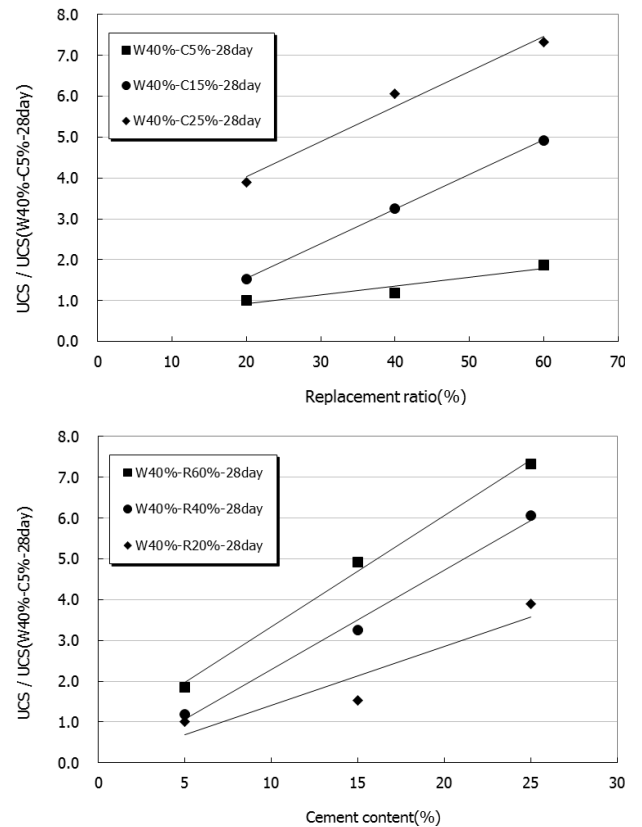 8.0
7.0
6.0
5.0
4.0
3.0
2.0
1.0
0.0
UCS / UCS(W40%-C5%-28day)
W40%-C5%-28day
W40%-C15%-28day
W40%-C25%-28day
0 10 20 30 40 50 60 70
Replacement ratio(%)
8.0
7.0
6.0
5.0
4.0
3.0
2.0
1.0
0.0
UCS / UCS(W40%-C5%-28day)
W40%-R60%-28day
W40%-R40%-28day
W40%-R20%-28day
0 5 10 15 20 25 30
Cement content(%)